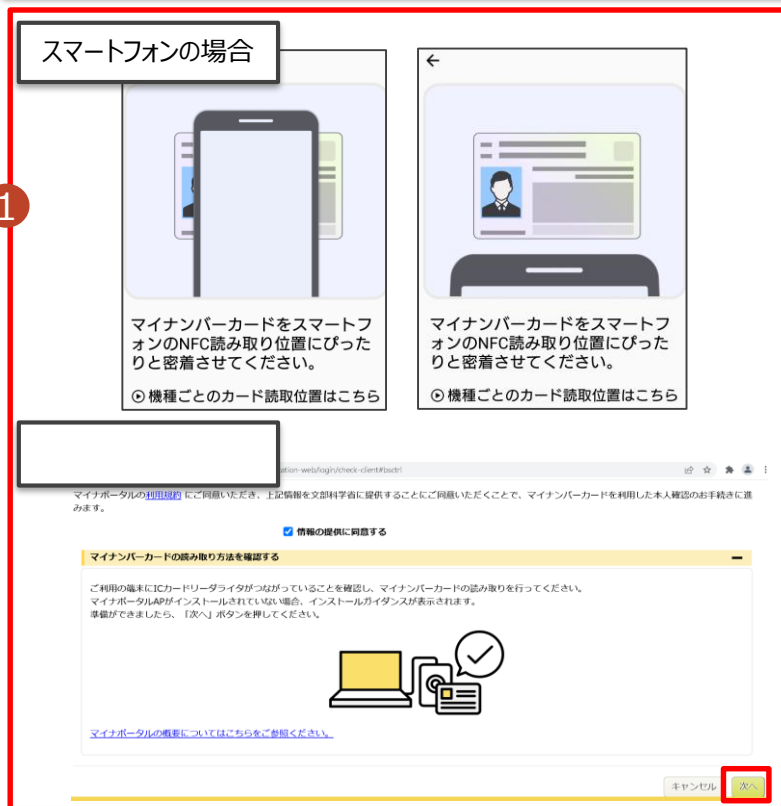 スマートフォンの場合
←
1
マイナンバーカードをスマートフ
ォンのNFC読み取り位置にぴった
りと密着させてください。
機種ごとのカード読取位置はこちら
マイナンバーカードをスマートフ
ォンのNFC読み取り位置にぴった
りと密着させてください。
機種ごとのカード読取位置はこちら
ation-web/login/check-client#bsctrl
マイナポータルの利用規約 にご同意いただき、上記情報を文部科学省に提供することにご同意いただくことで、マイナンバーカードを利用した本人確認のお手続きに進
みます。
情報の提供に同意する
マイナンバーカードの読み取り方法を確認する
ご利用の端末にICカードリーダライタがつながっていることを確認し、マイナンバーカードの読み取りを行ってください。
マイナポータルAPがインストールされていない場合、インストールガイダンスが表示されます。
準備ができましたら、「次へ」ボタンを押してください。
マイナポータルの概要についてはこちらをご参照ください。
キャンセル
次へ